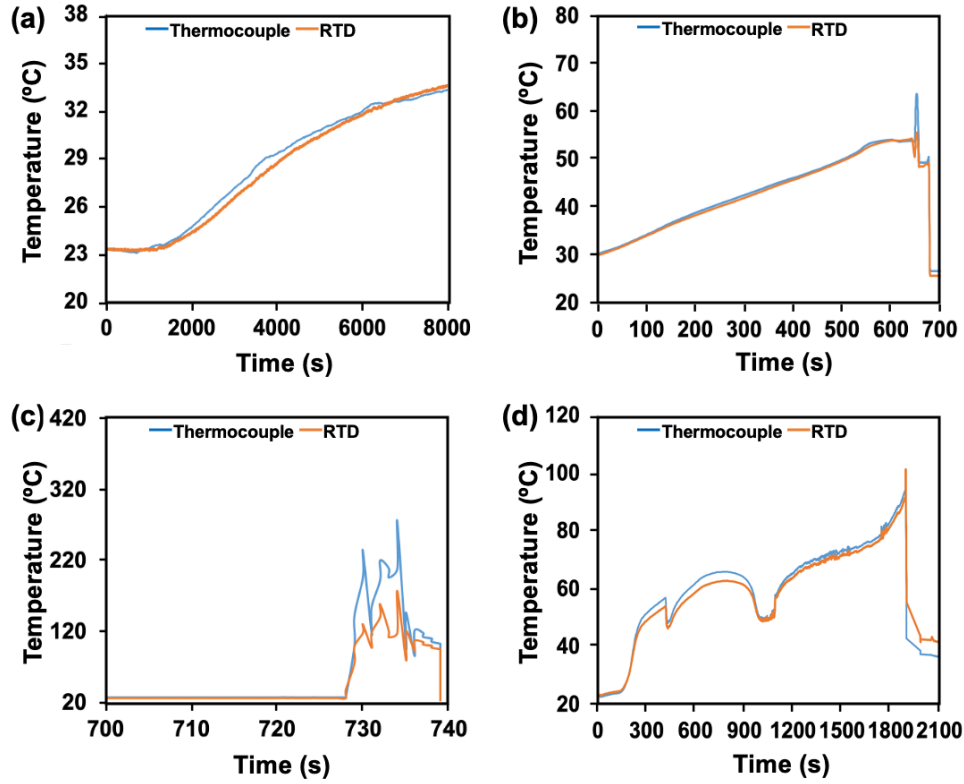 (a)
Thermocouple RTD
Temperature (ºC)
38
35
32
29
26
23
20
0 2000 4000 6000 8000
Time (s)
(b)
Thermocouple RTD
Temperature (ºC)
80
70
60
50
40
30
20
0 100 200 300 400 500 600 700
Time (s)
(c)
Thermocouple RTD
Temperature (ºC)
420
320
220
120
20
700 710 720 730 740
Time (s)
(d)
Thermocouple RTD
Temperature (ºC)
120
100
80
60
40
20
0 300 600 900 1200 1500 1800 2100
Time (s)